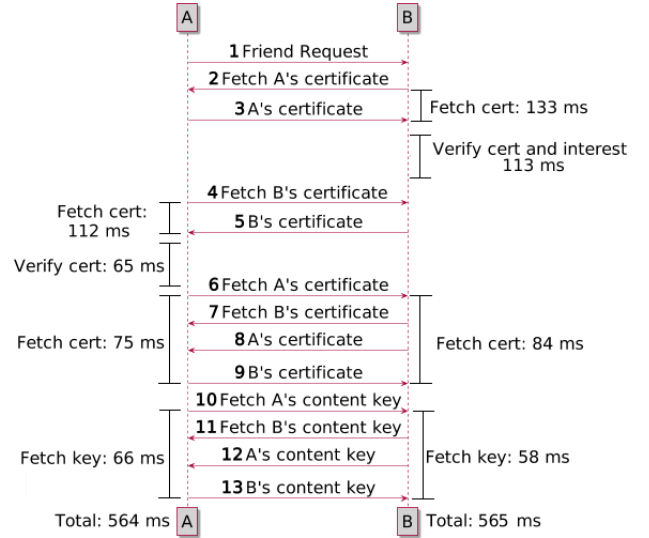 A B
1 Friend Request
2 Fetch A's certificate
3 A's certificate
Fetch cert: 133 ms
Verify cert and interest
113 ms
4 Fetch B's certificate
Fetch cert:
112 ms
5 B's certificate
Verify cert: 65 ms
6 Fetch A's certificate
7 Fetch B's certificate
8 A's certificate
Fetch cert: 75 ms
Fetch cert: 84 ms
9 B's certificate
10 Fetch A's content key
11 Fetch B's content key
12 A's content key
Fetch key: 66 ms
Fetch key: 58 ms
13 B's content key
Total: 564 ms A B Total: 565 ms